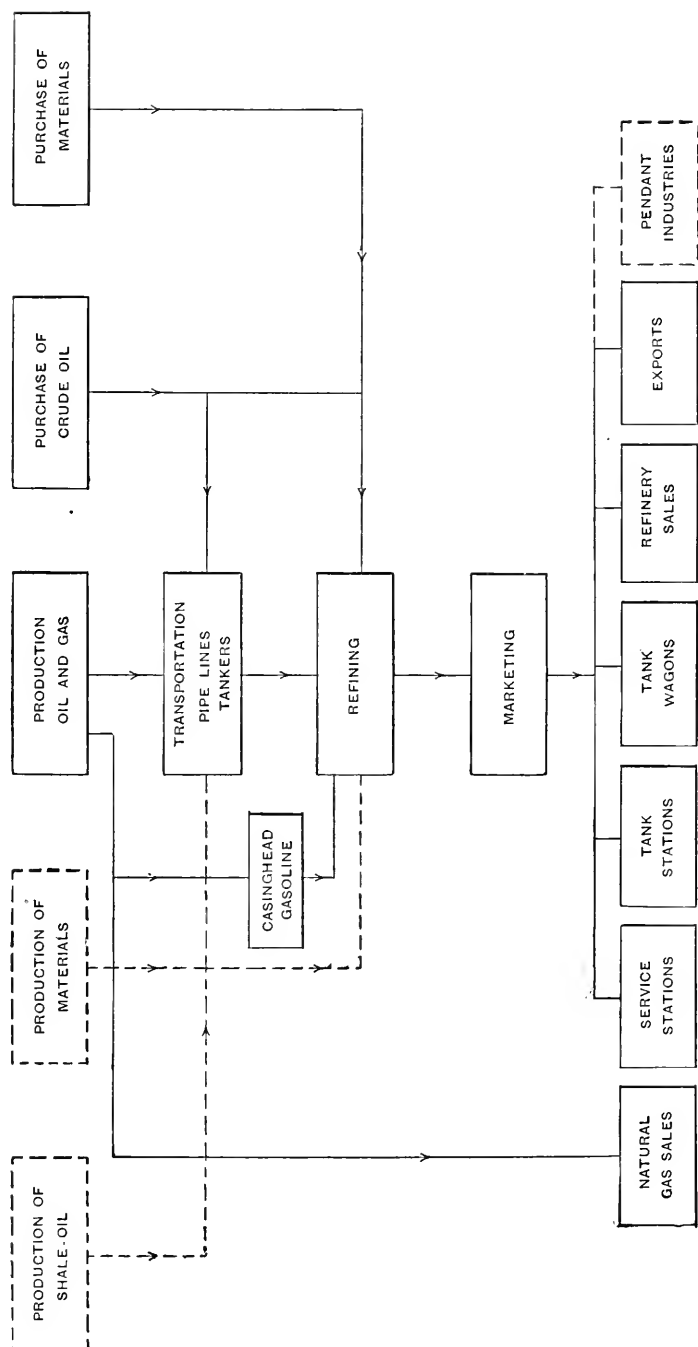 PRODUCTION OF
SHALE-OIL
PRODUCTION OF
MATERIALS
PRODUCTION
OIL AND GAS
PURCHASE OF
CRUDE OIL
PURCHASE OF
MATERIALS
TRANSPORTATION
PIPE LINES
TANKERS
CASINGHEAD
GASOLINE
REFINING
MARKETING
NATURAL
GAS SALES
SERVICE
STATIONS
TANK
STATIONS
TANK
WAGONS
REFINERY
SALES
EXPORTS
PENDANT
INDUSTRIES